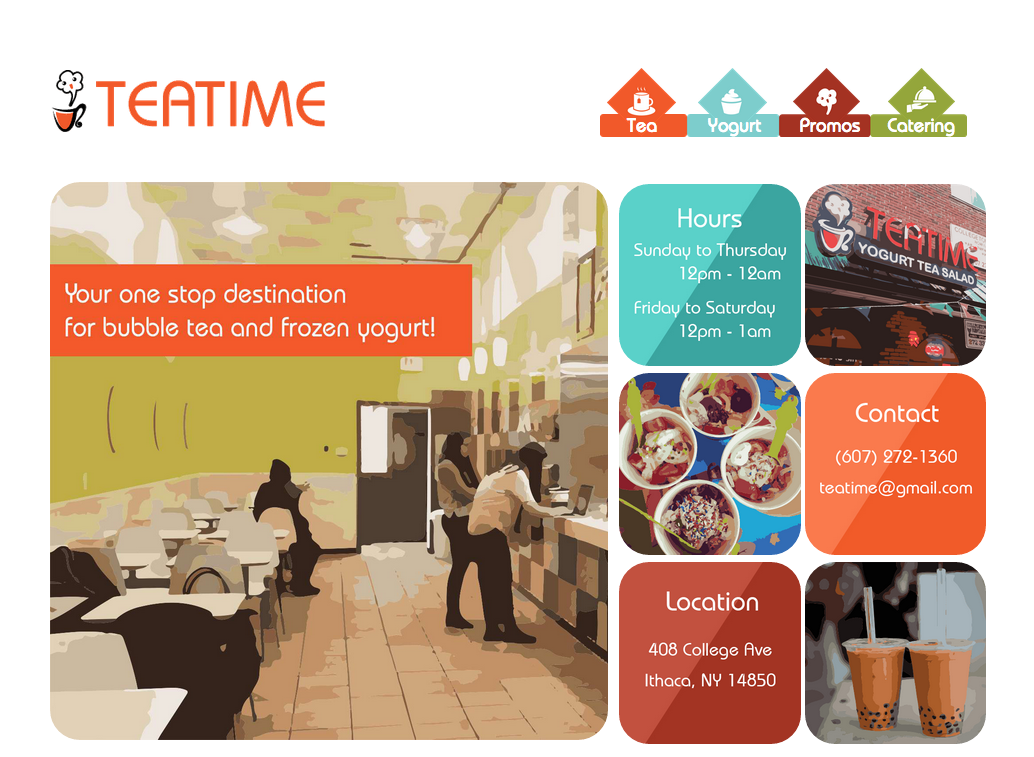 TEATIME
Tea
Yogurt
Promos
Catering
Your one stop destination
for bubble tea and frozen yogurt!
Hours
Sunday to Thursday
12pm - 12am
Friday to Saturday
12pm - 1am
TEATIME
YOGURT TEA SALAD
Contact
(607) 272-1360
teatime@gmail.com
Location
408 College Ave
Ithaca, NY 14850